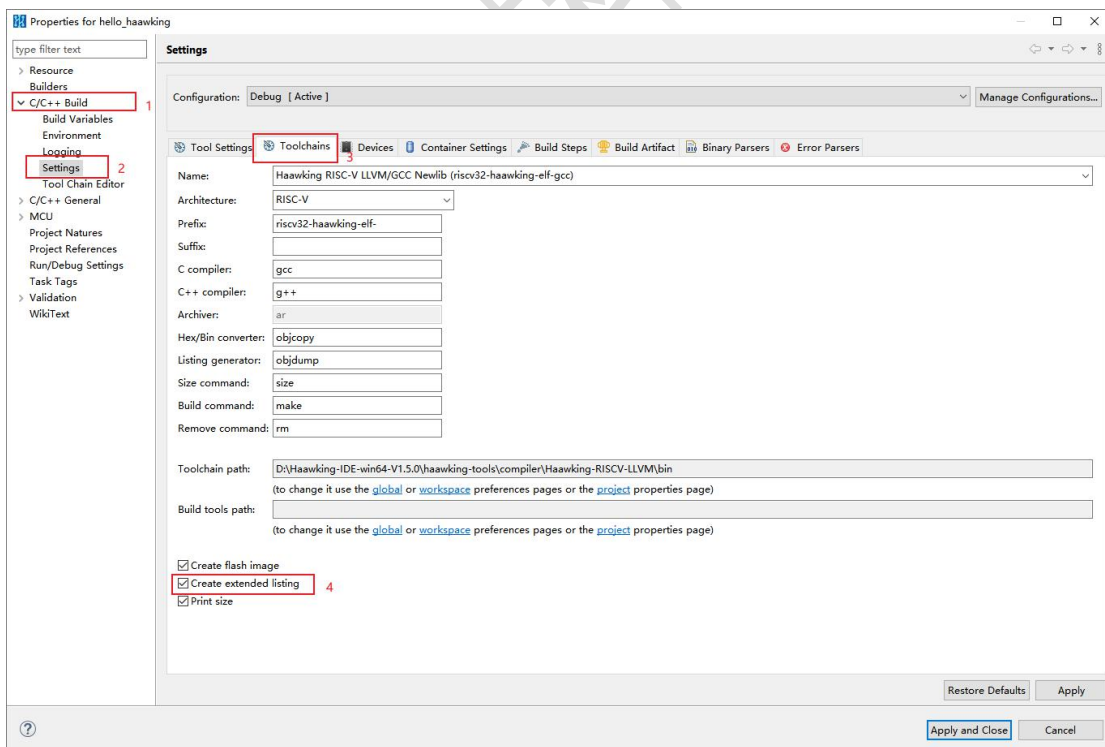 Properties for hello_haawking
type filter text
Resource
Builders
C/C++ Build
1
Build Variables
Environment
Logging
Settings
2
Tool Chain Editor
C/C++ General
MCU
Project Natures
Project References
Run/Debug Settings
Task Tags
Validation
WikiText
Settings
Configuration: Debug [ Active ]
Manage Configurations...
Tool Settings Toolchains Devices Container Settings Build Steps Build Artifact Binary Parsers Error Parsers
3
Name: Haawking RISC-V LLVM/GCC Newlib (riscv32-haawking-elf-gcc)
Architecture: RISC-V
Prefix: riscv32-haawking-elf-
Suffix:
C compiler: gcc
C++ compiler: g++
Archiver: ar
Hex/Bin converter: objcopy
Listing generator: objdump
Size command: size
Build command: make
Remove command: rm
Toolchain path: D:\Haawking-IDE-win64-V1.5.0\haawking-tools\compiler\Haawking-RISCV-LLVM\bin
(to change it use the global or workspace preferences pages or the project properties page)
Build tools path:
(to change it use the global or workspace preferences pages or the project properties page)
Create flash image
Create extended listing
4
Print size
Restore Defaults Apply
Apply and Close Cancel